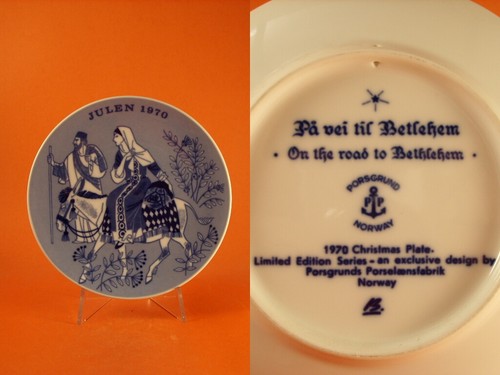 JULEN 1970
På vei til Betlehem
• On the road to Bethlehem •
PORSGRUND
P P
NORWAY
1970 Christmas Plate.
Limited Edition Series - an exclusive design by
Porsgrunds Porselænsfabrik
Norway